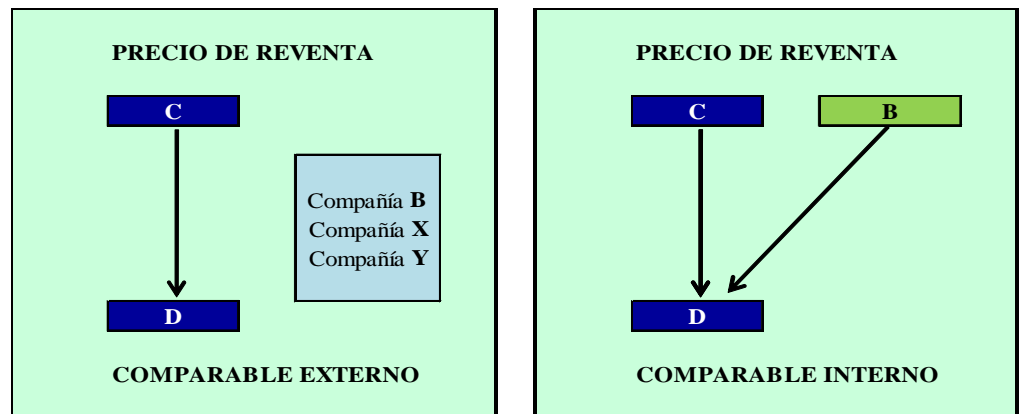 PRECIO DE REVENTA
C
Compañía B
Compañía X
Compañía Y
D
COMPARABLE EXTERNO
PRECIO DE REVENTA
C
B
D
COMPARABLE INTERNO